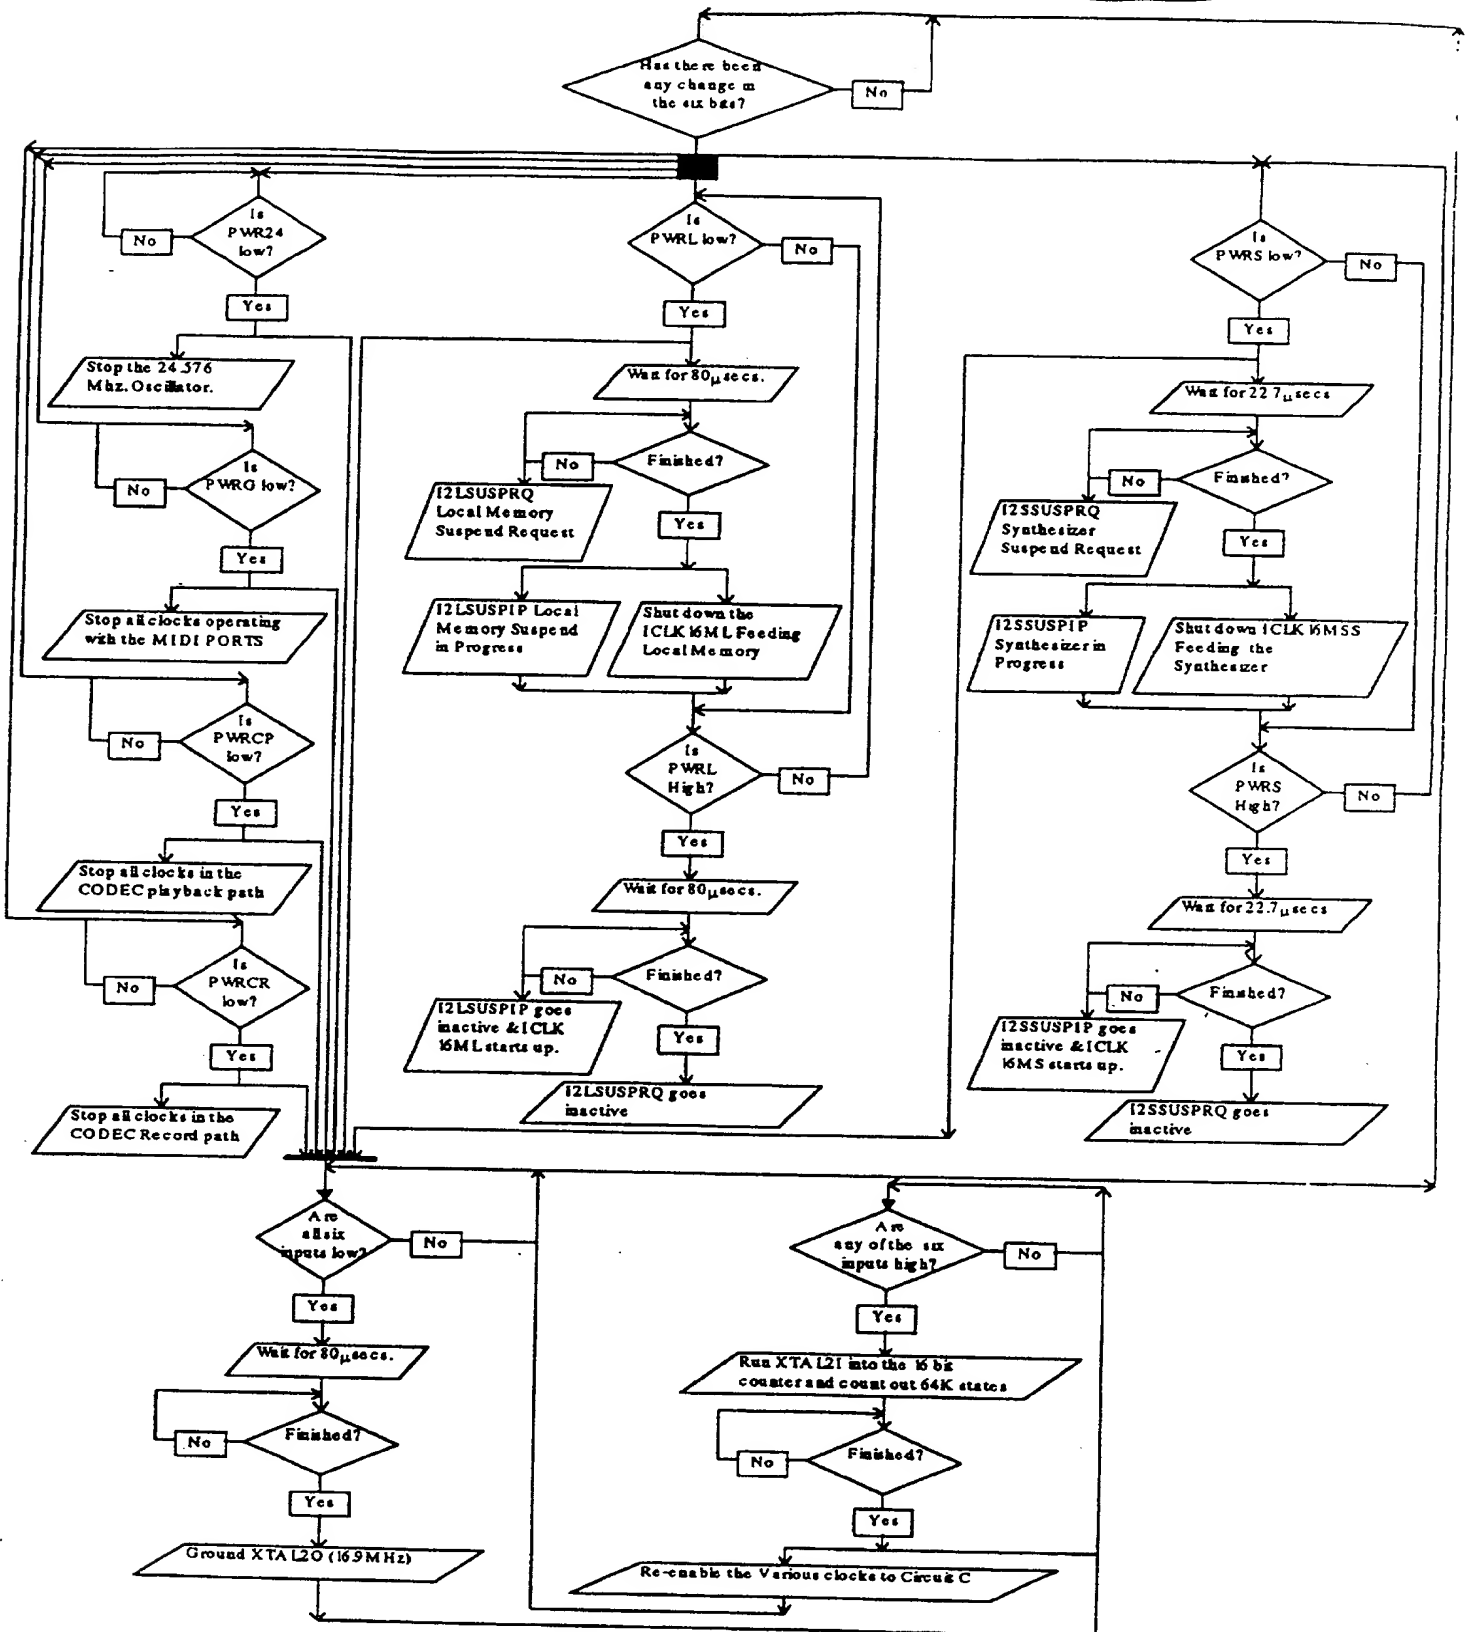 Has there been
any change in
the six bits?
No
Is
PWR24
low?
No
Yes
Stop the 24.576
Mhz. Oscillator.
Is
PWRG low?
No
Yes
Stop all clocks operating
with the MIDI PORTS
Is
PWRCP
low?
No
Yes
Stop all clocks in the
CODEC playback path
Is
PWRCR
low?
No
Yes
Stop all clocks in the
CODEC Record path
Is
PWRL low?
No
Yes
Wait for 80μsecs.
Finished?
No
I2LSUSPRQ
Local Memory
Suspend Request
Yes
I2LSUSPIP Local
Memory Suspend
in Progress
Shut down the
ICLK16ML Feeding
Local Memory
Is
PWRL
High?
No
Yes
Wait for 80μsecs.
Finished?
No
I2LSUSPIP goes
inactive & ICLK
16ML starts up.
Yes
I2LSUSPRQ goes
inactive
Is
PWRS low?
No
Yes
Wait for 22.7μsecs
Finished?
No
I2SSUSPRQ
Synthesizer
Suspend Request
Yes
I2SSUSPIP
Synthesizer in
Progress
Shut down ICLK16MSS
Feeding the
Synthesizer
Is
PWRS
High?
No
Yes
Wait for 22.7μsecs
Finished?
No
I2SSUSPIP goes
inactive & ICLK
16MS starts up.
Yes
I2SSUSPRQ goes
inactive
Are
all six
inputs low?
No
Yes
Wait for 80μsecs.
Finished?
No
Yes
Ground XTAL2O (16.9MHz)
Are
any of the six
inputs high?
No
Yes
Run XTAL2I into the 16 bit
counter and count out 64K states
Finished?
No
Yes
Re-enable the Various clocks to Circuit C